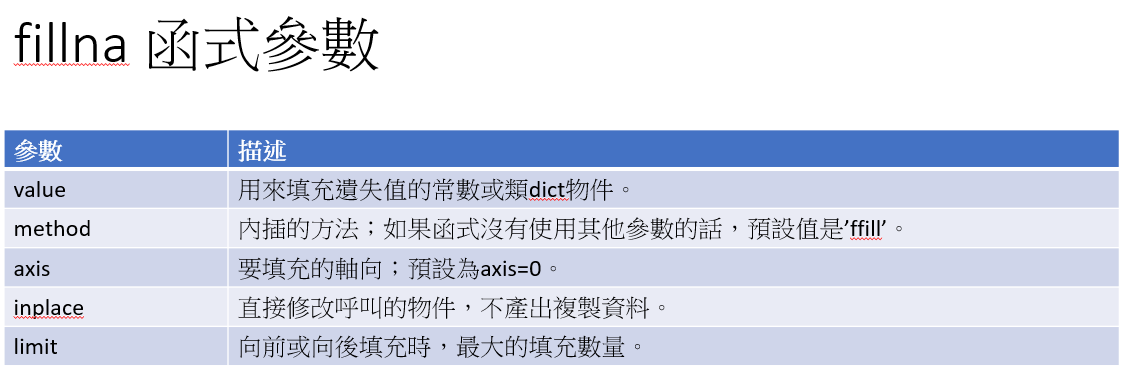 fillna 函式參數
參數 描述
value 用來填充遺失值的常數或類dict物件。
method 內插的方法；如果函式沒有使用其他參數的話，預設值是’ffill’。
axis 要填充的軸向；預設為axis=0。
inplace 直接修改呼叫的物件，不產出複製資料。
limit 向前或向後填充時，最大的填充數量。